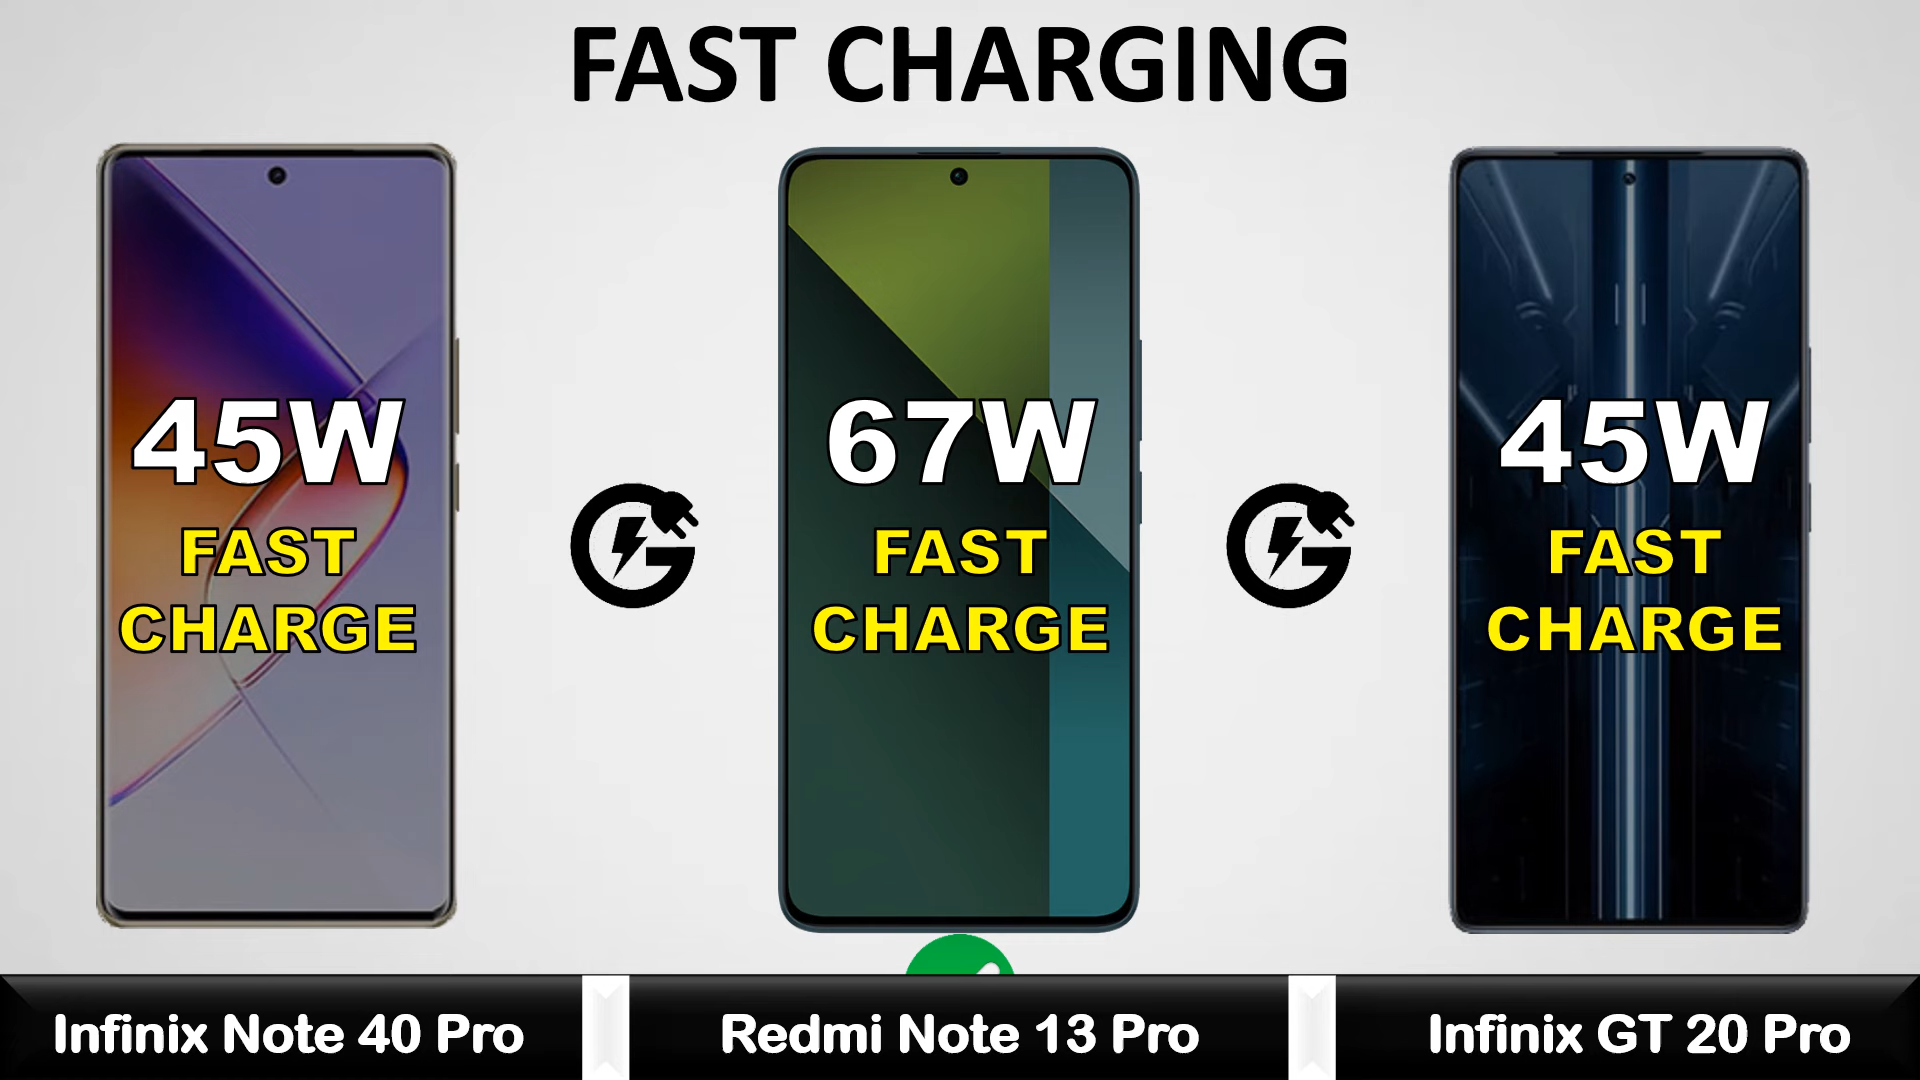 FAST CHARGING
45W
FAST
CHARGE
67W
FAST
CHARGE
45W
FAST
CHARGE
Infinix Note 40 Pro
Redmi Note 13 Pro
Infinix GT 20 Pro